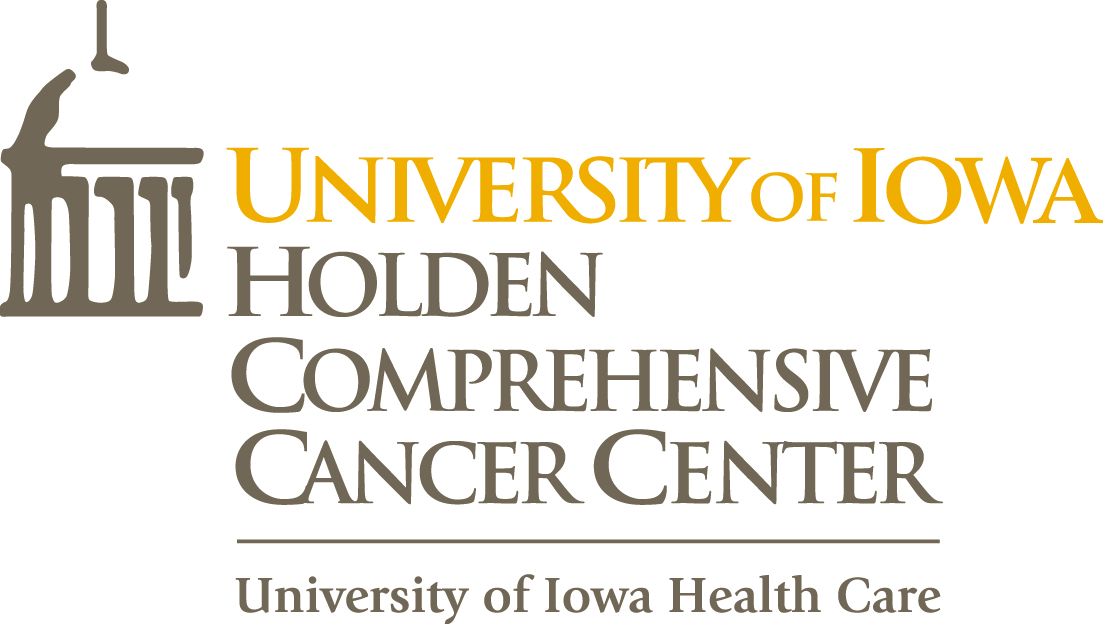 UNIVERSITY OF IOWA
HOLDEN
COMPREHENSIVE
CANCER CENTER
University of Iowa Health Care